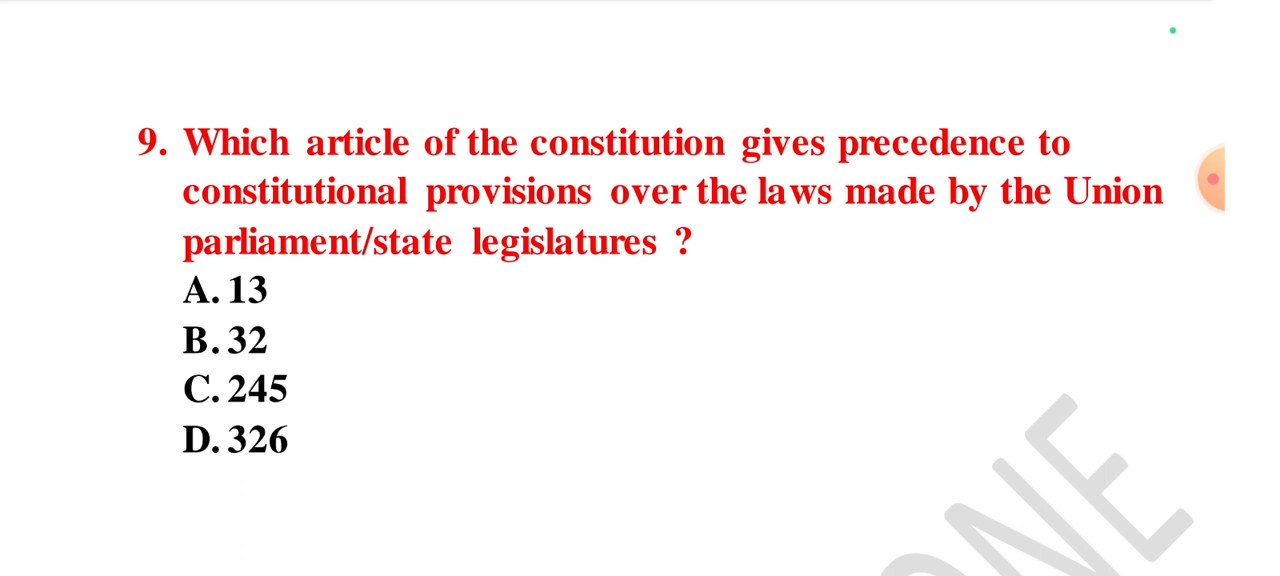 9. Which article of the constitution gives precedence to
constitutional provisions over the laws made by the Union
parliament/state legislatures ?
A. 13
B. 32
C. 245
D. 326